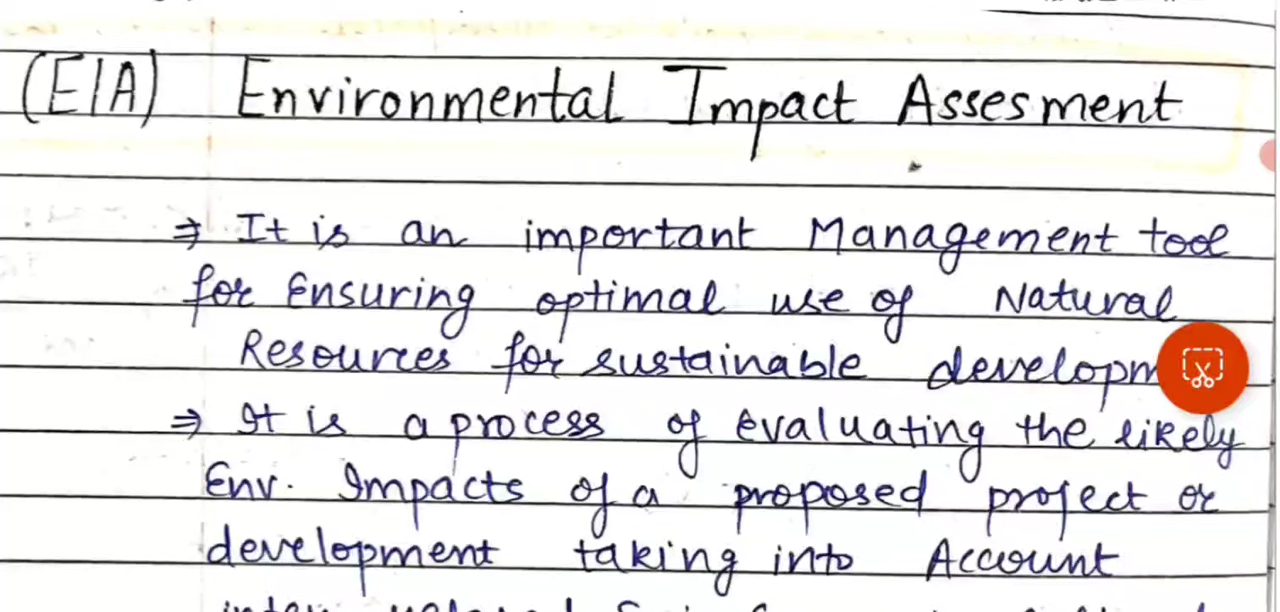 (EIA) Environmental Impact Assesment
⇒ It is an important Management tool
for Ensuring optimal use of Natural
Resources for sustainable
⇒ It is a process of evaluating the likely
Env. Impacts of a proposed project or
development taking into Account